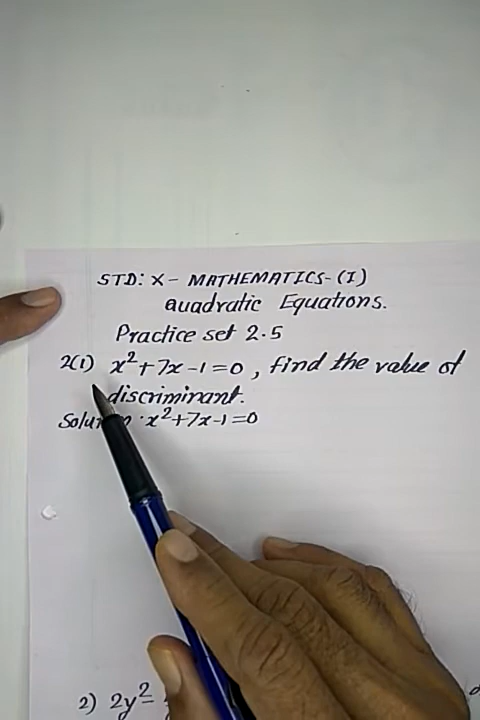 STD: X - MATHEMATICS-(I)
Quadratic Equations.
Practice set 2.5
2(1) x²+7x-1=0, find the value of
discriminant.
x²+7x-1=0
2) 2y²-